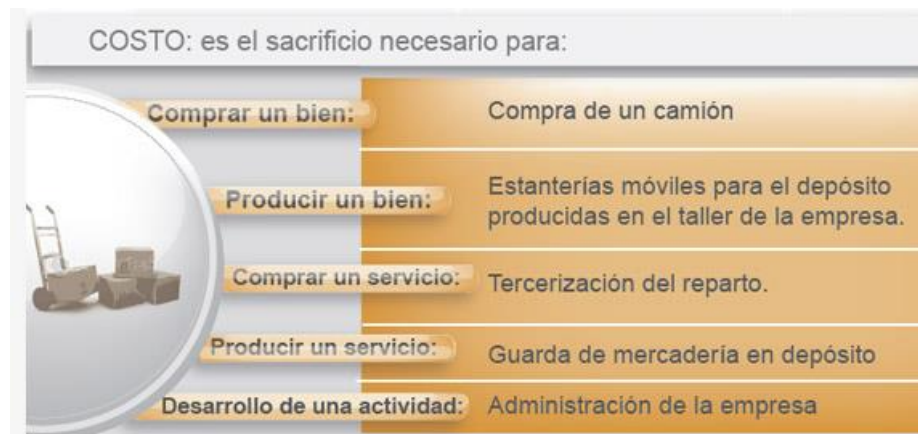 COSTO: es el sacrificio necesario para:
Comprar un bien:
Compra de un camión
Producir un bien:
Estanterías móviles para el depósito
producidas en el taller de la empresa.
Comprar un servicio:
Tercerización del reparto.
Producir un servicio:
Guarda de mercadería en depósito
Desarrollo de una actividad:
Administración de la empresa